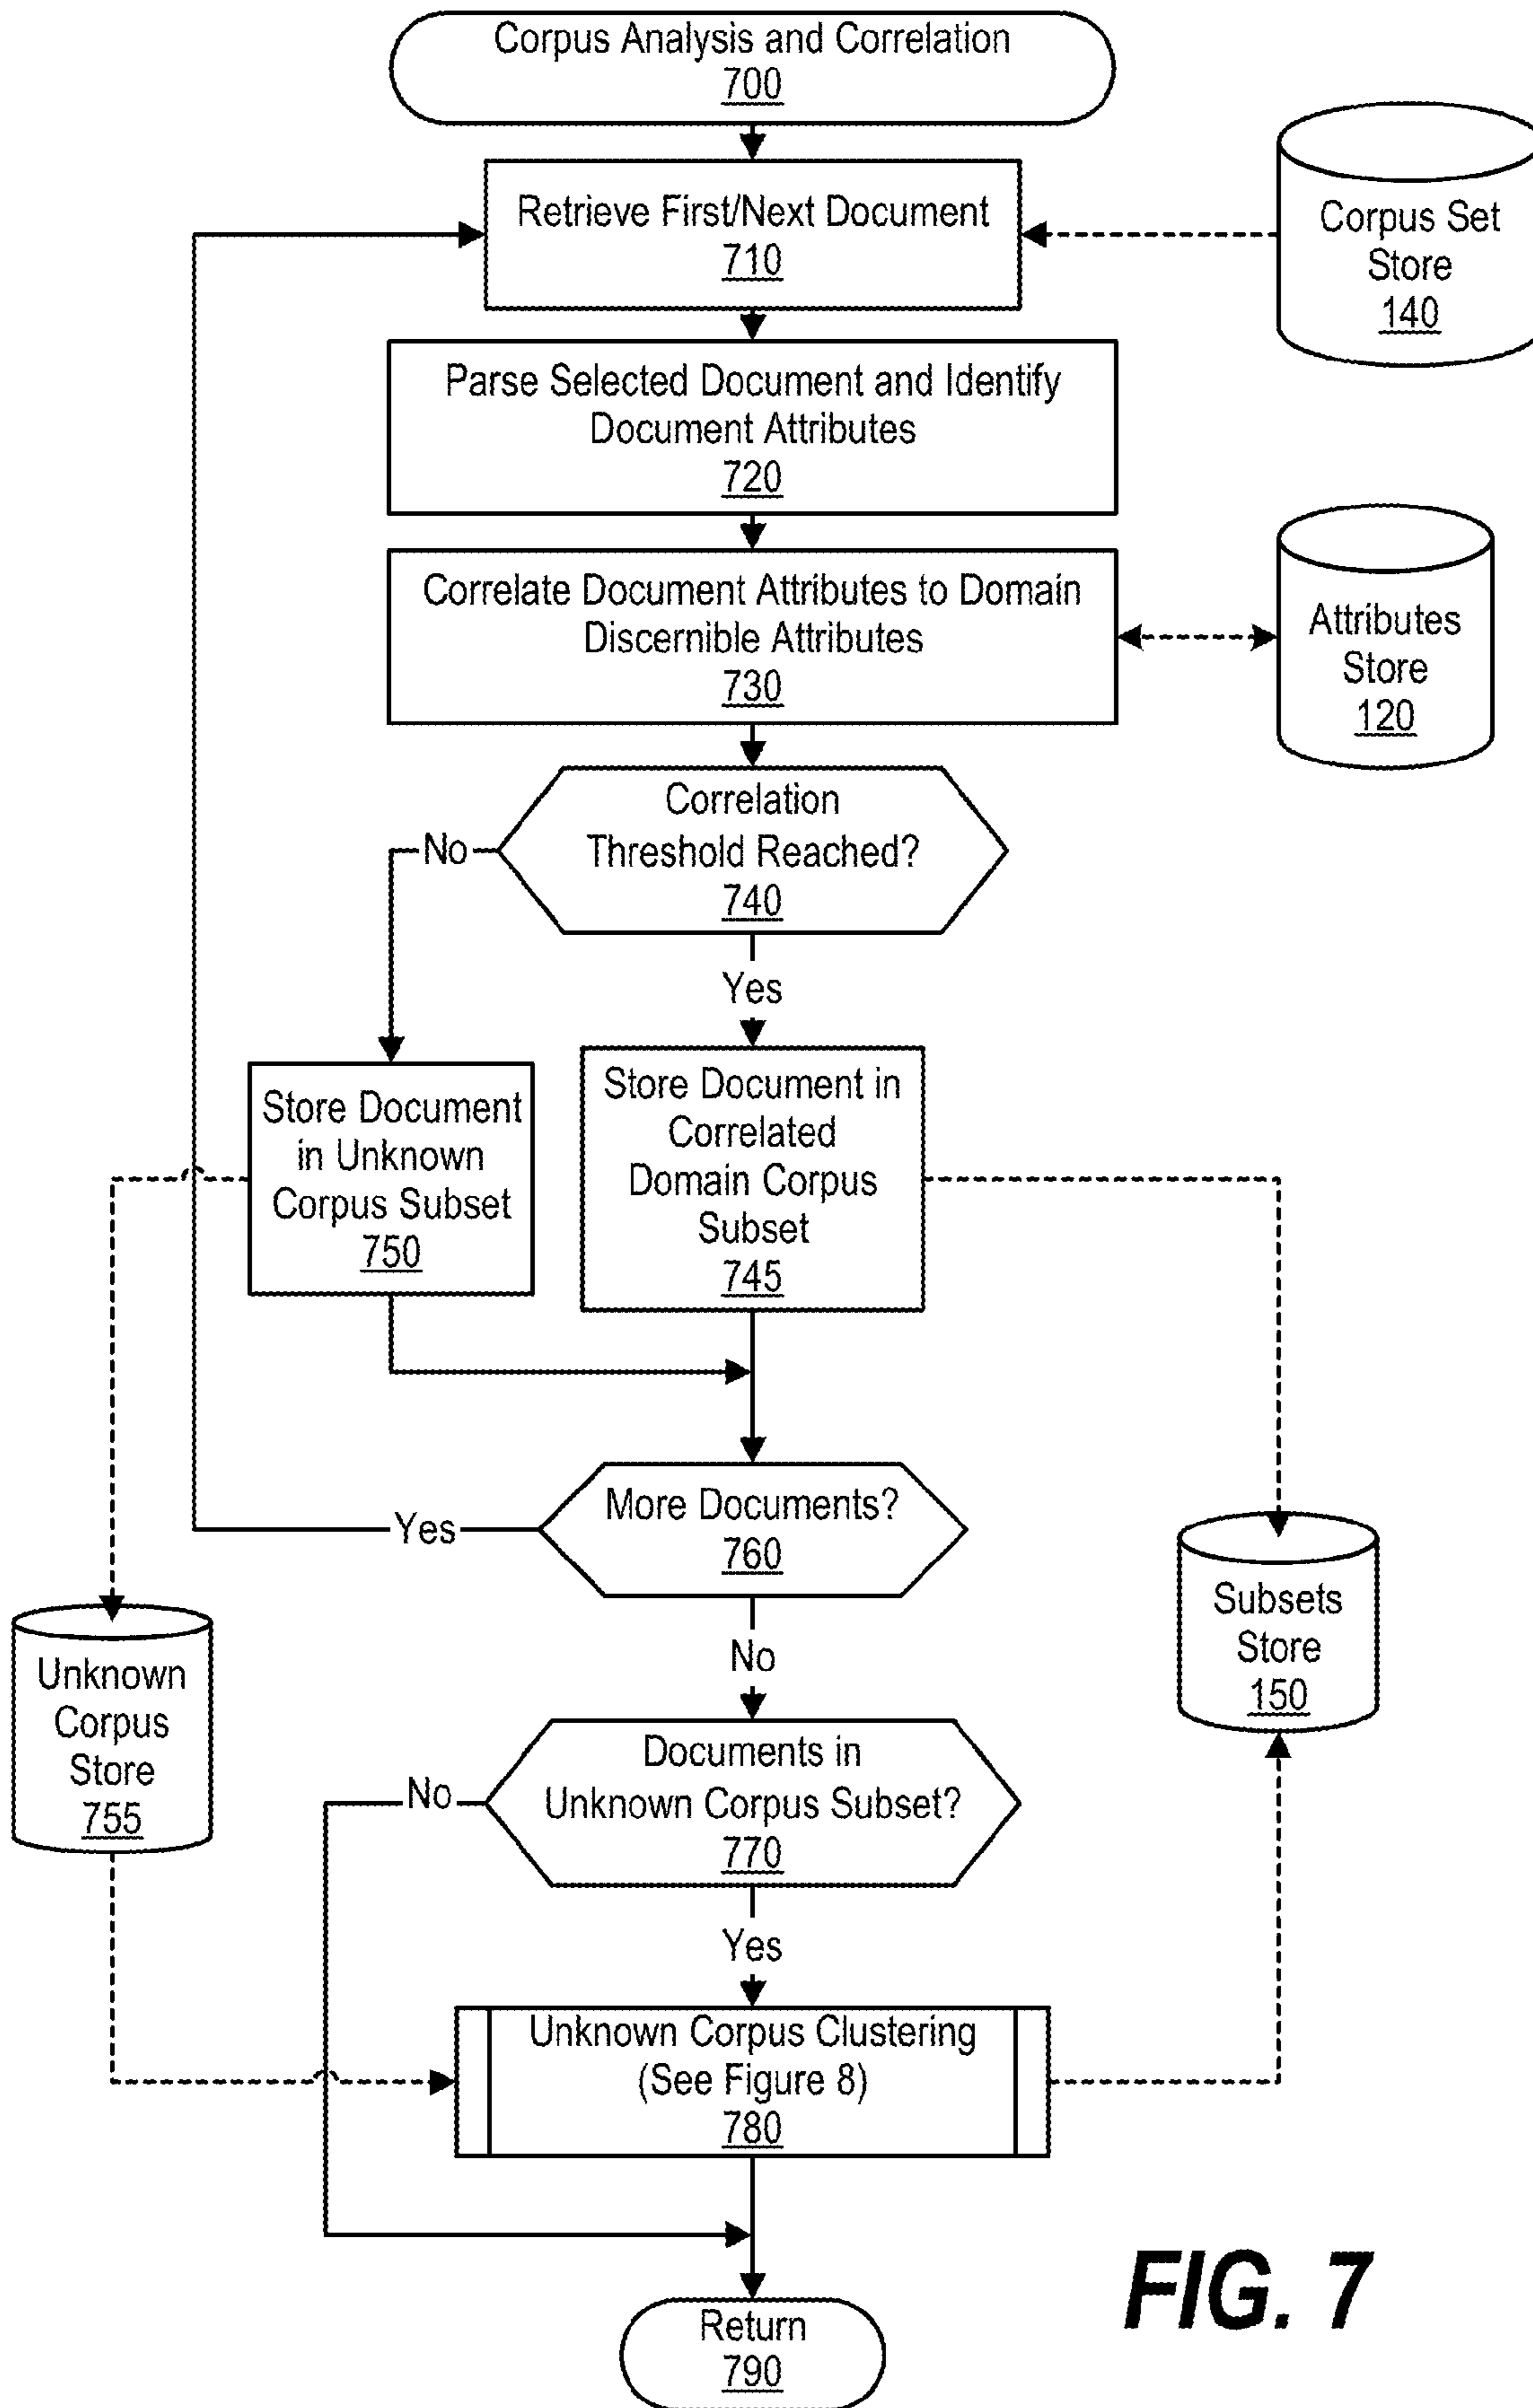 Corpus Analysis and Correlation
700
Retrieve First/Next Document
710
Corpus Set
Store
140
Parse Selected Document and Identify
Document Attributes
720
Correlate Document Attributes to Domain
Discernible Attributes
730
Attributes
Store
120
Correlation
Threshold Reached?
740
No
Yes
Store Document
in Unknown
Corpus Subset
750
Store Document in
Correlated
Domain Corpus
Subset
745
More Documents?
760
Yes
No
Unknown
Corpus
Store
755
Subsets
Store
150
Documents in
Unknown Corpus Subset?
770
No
Yes
Unknown Corpus Clustering
(See Figure 8)
780
Return
790
FIG. 7